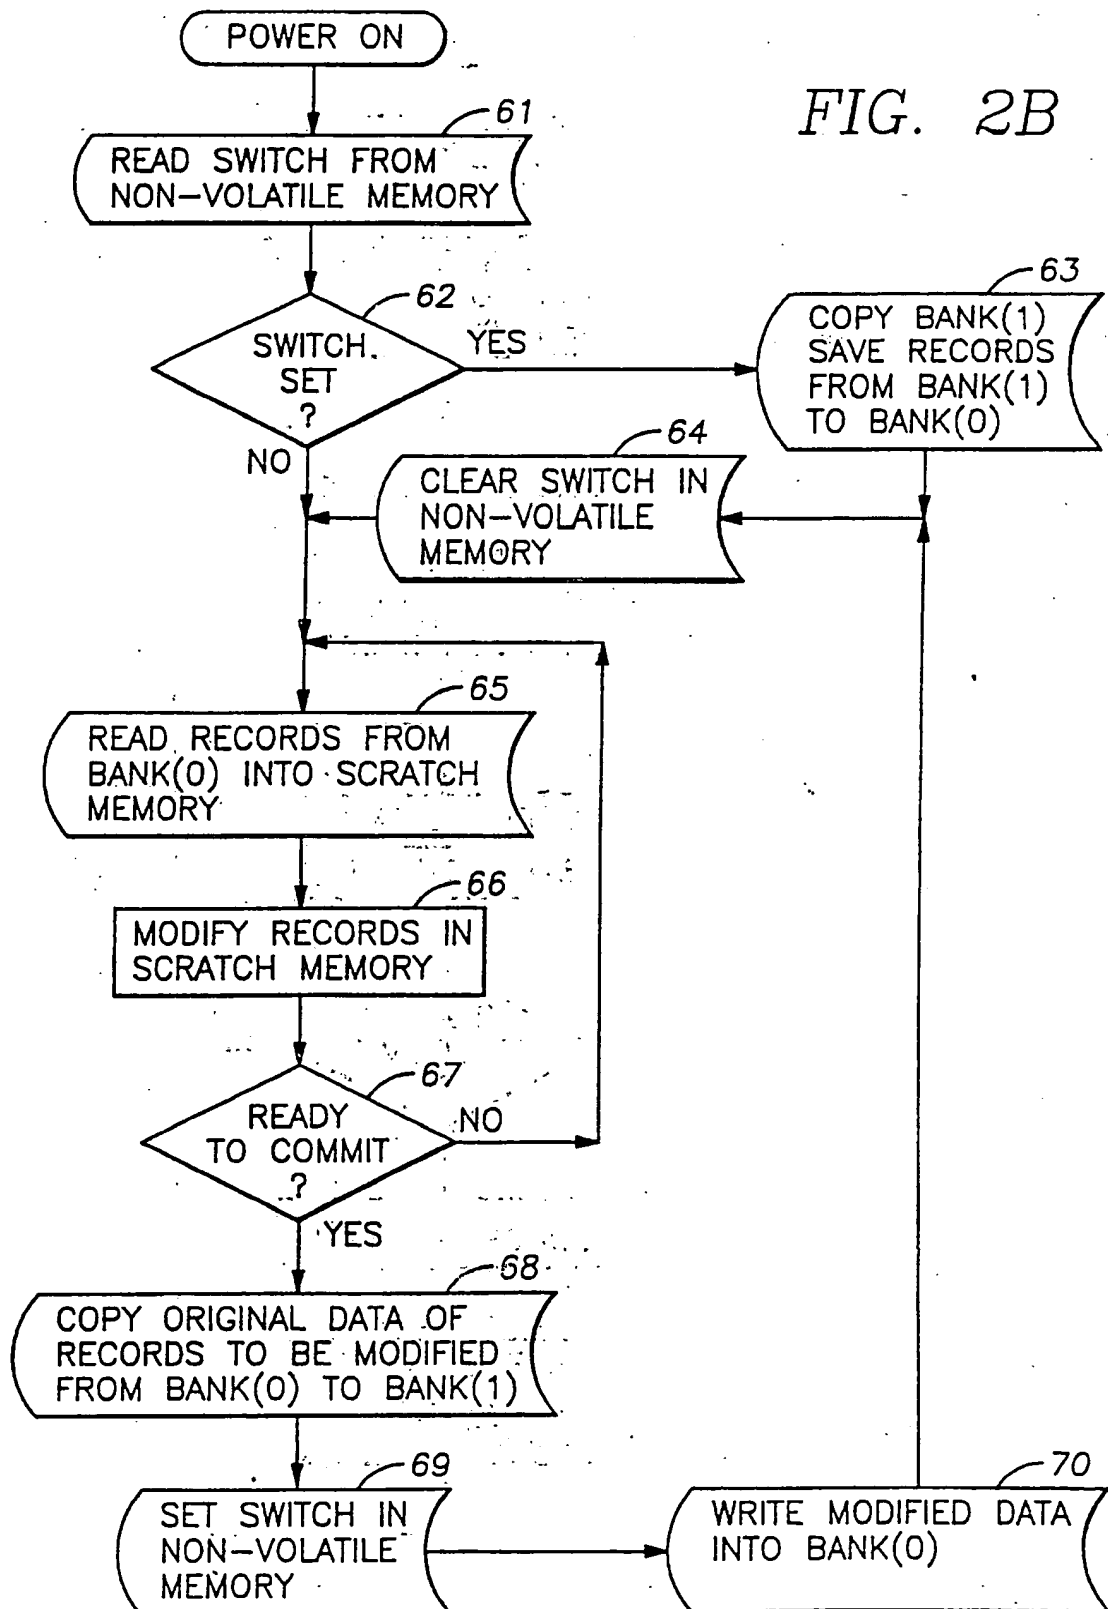 POWER ON
FIG. 2B
61
READ SWITCH FROM
NON-VOLATILE MEMORY
62
SWITCH
SET
?
YES
NO
63
COPY BANK(1)
SAVE RECORDS
FROM BANK(1)
TO BANK(0)
64
CLEAR SWITCH IN
NON-VOLATILE
MEMORY
65
READ RECORDS FROM
BANK(0) INTO SCRATCH
MEMORY
66
MODIFY RECORDS IN
SCRATCH MEMORY
67
READY
TO COMMIT
?
NO
YES
68
COPY ORIGINAL DATA OF
RECORDS TO BE MODIFIED
FROM BANK(0) TO BANK(1)
69
SET SWITCH IN
NON-VOLATILE
MEMORY
70
WRITE MODIFIED DATA
INTO BANK(0)